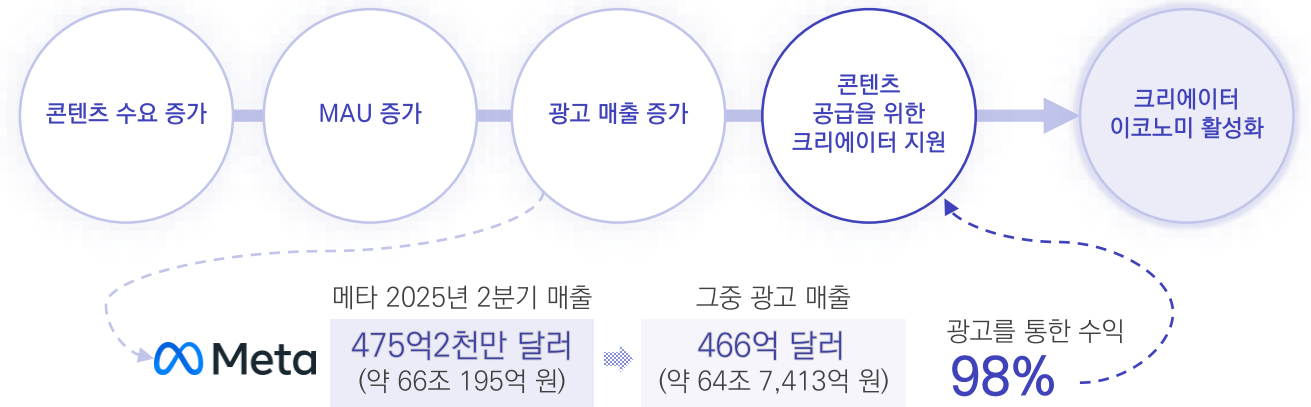 콘텐츠 수요 증가
MAU 증가
광고 매출 증가
콘텐츠
공급을 위한
크리에이터 지원
크리에이터
이코노미 활성화
메타 2025년 2분기 매출
그중 광고 매출
Meta
475억2천만 달러
(약 66조 195억 원)
466억 달러
(약 64조 7,413억 원)
광고를 통한 수익
98%